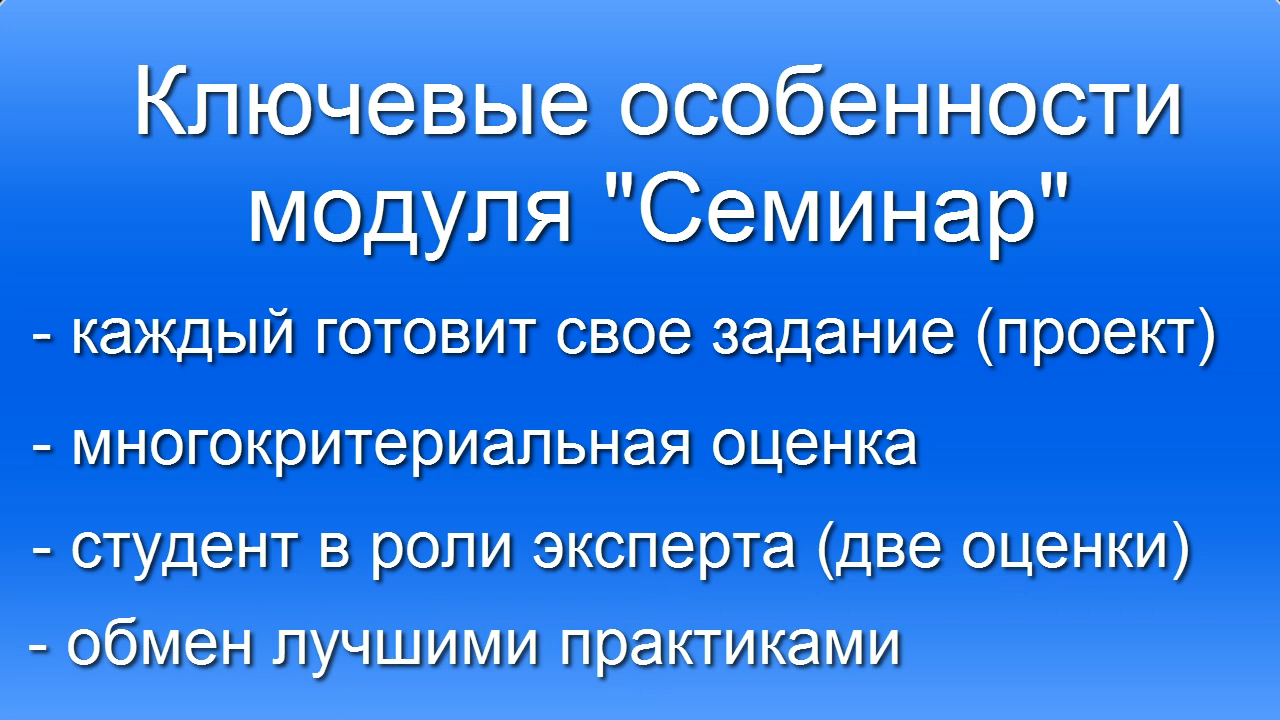 Ключевые особенности
модуля "Семинар"
- каждый готовит свое задание (проект)
- многокритериальная оценка
- студент в роли эксперта (две оценки)
- обмен лучшими практиками